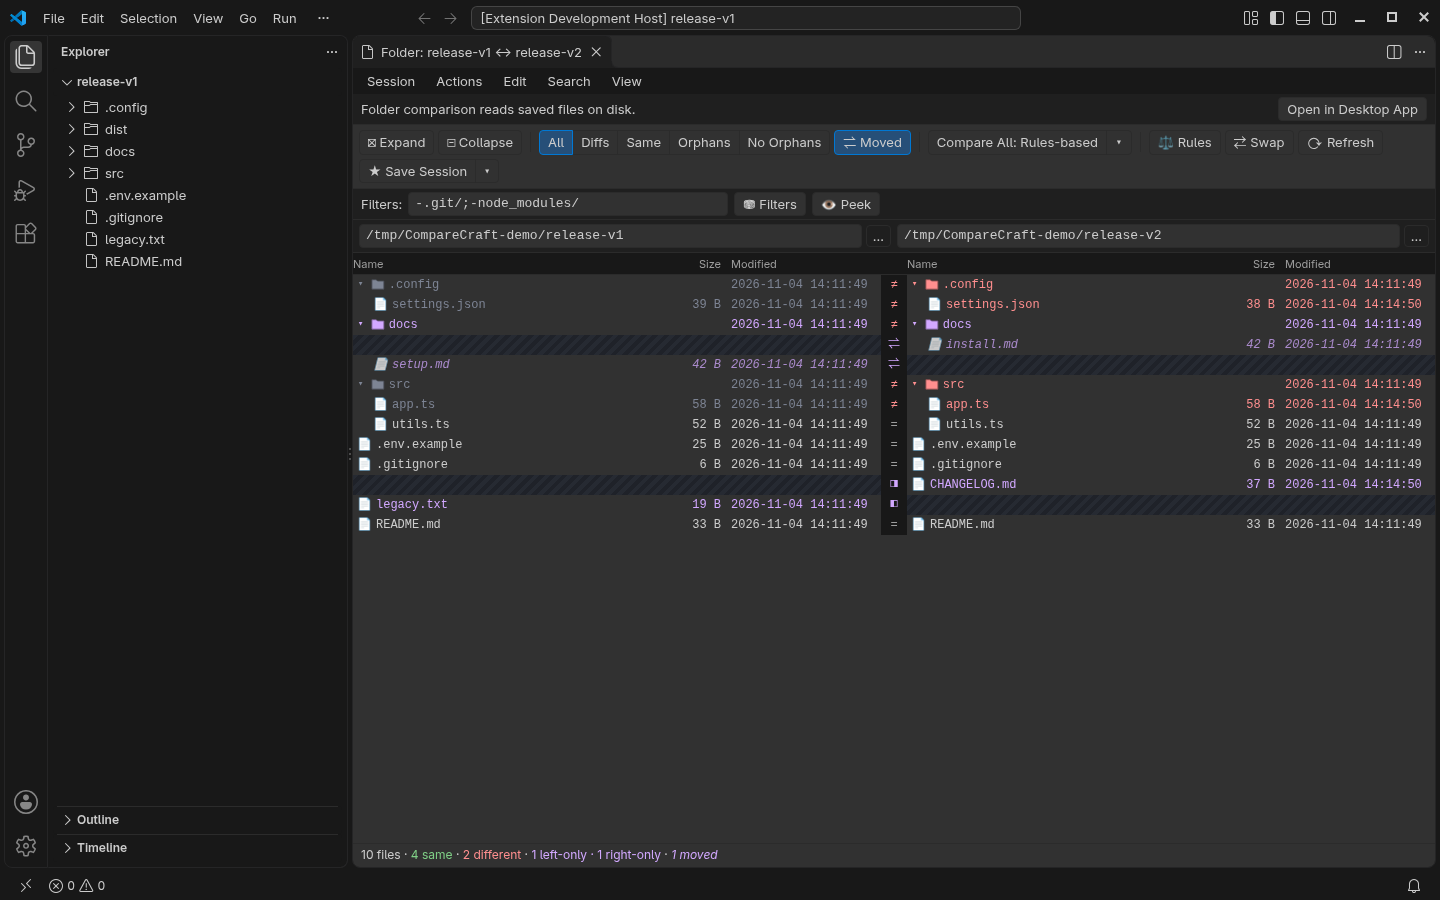 File Edit Selection View Go Run ···
[Extension Development Host] release-v1
Explorer ···
release-v1
.config
dist
docs
src
.env.example
.gitignore
legacy.txt
README.md
Outline
Timeline
Folder: release-v1 ↔ release-v2
Session Actions Edit Search View
Folder comparison reads saved files on disk. Open in Desktop App
Expand Collapse All Diffs Same Orphans No Orphans Moved Compare All: Rules-based Rules Swap Refresh
★ Save Session
Filters: -.git/;-node_modules/ Filters Peek
/tmp/CompareCraft-demo/release-v1 ... /tmp/CompareCraft-demo/release-v2 ...
Name Size Modified Name Size Modified
.config 2026-11-04 14:11:49 ≠ .config 2026-11-04 14:11:49
settings.json 39 B 2026-11-04 14:11:49 ≠ settings.json 38 B 2026-11-04 14:14:50
docs 2026-11-04 14:11:49 ≠ docs 2026-11-04 14:11:49
⇄ install.md 42 B 2026-11-04 14:11:49
setup.md 42 B 2026-11-04 14:11:49 ⇄
src 2026-11-04 14:11:49 ≠ src 2026-11-04 14:11:49
app.ts 58 B 2026-11-04 14:11:49 ≠ app.ts 58 B 2026-11-04 14:14:50
utils.ts 52 B 2026-11-04 14:11:49 = utils.ts 52 B 2026-11-04 14:11:49
.env.example 25 B 2026-11-04 14:11:49 = .env.example 25 B 2026-11-04 14:11:49
.gitignore 6 B 2026-11-04 14:11:49 = .gitignore 6 B 2026-11-04 14:11:49
CHANGELOG.md 37 B 2026-11-04 14:14:50
legacy.txt 19 B 2026-11-04 14:11:49
README.md 33 B 2026-11-04 14:11:49 = README.md 33 B 2026-11-04 14:11:49
10 files · 4 same · 2 different · 1 left-only · 1 right-only · 1 moved
0 0